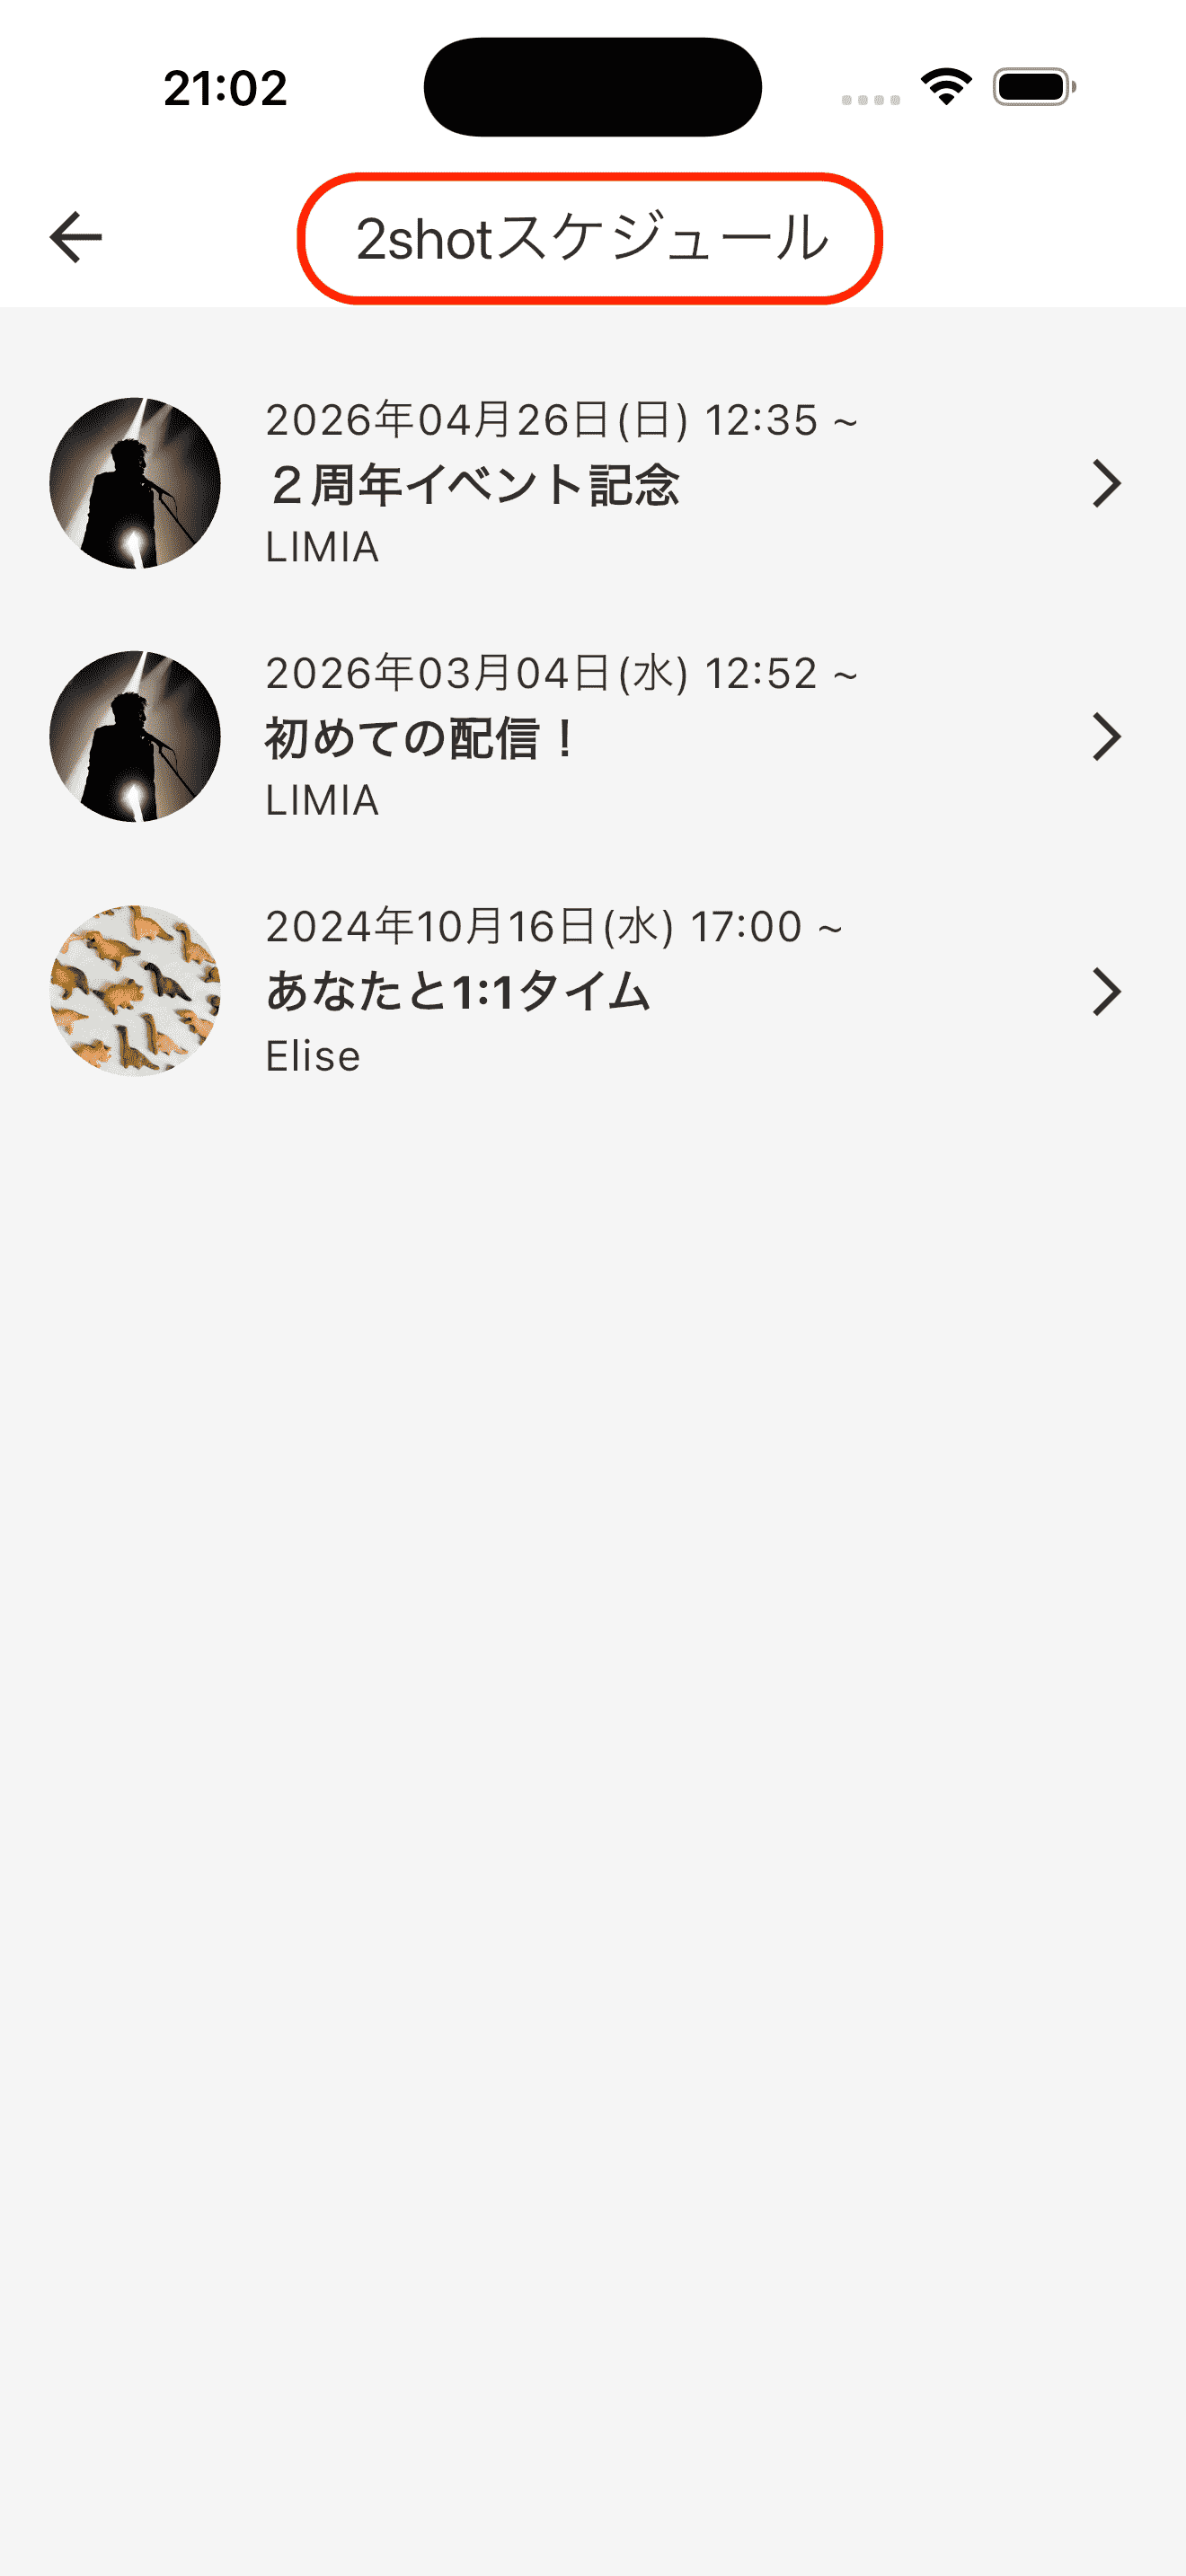 21:02
2shotスケジュール
2026年04月26日(日) 12:35 ~
２周年イベント記念
LIMIA
2026年03月04日(水) 12:52 ~
初めての配信！
LIMIA
2024年10月16日(水) 17:00 ~
あなたと1:1タイム
Elise